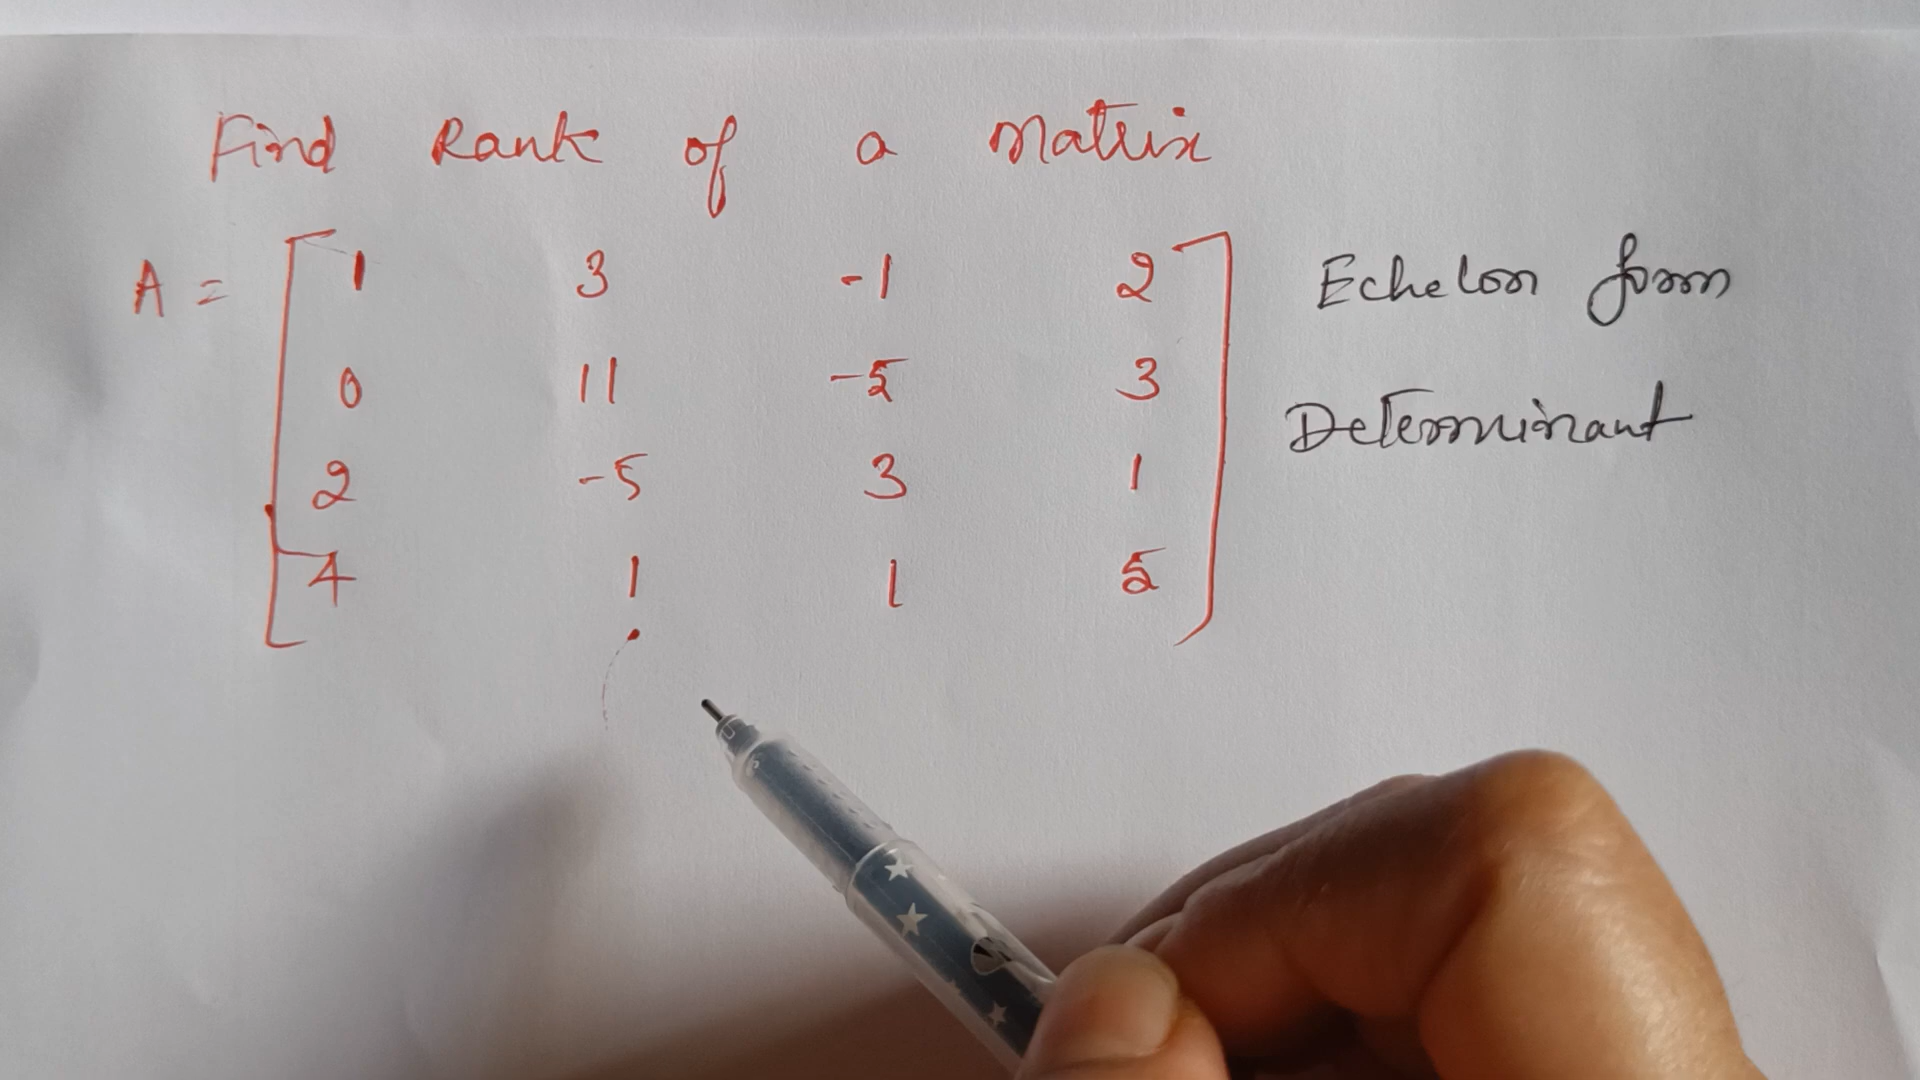 Find Rank of a Matrix
A = [ 1 3 -1 2 ] Echelon form
0 11 -5 3
Determinant
2 -5 3 1
4 1 1 5